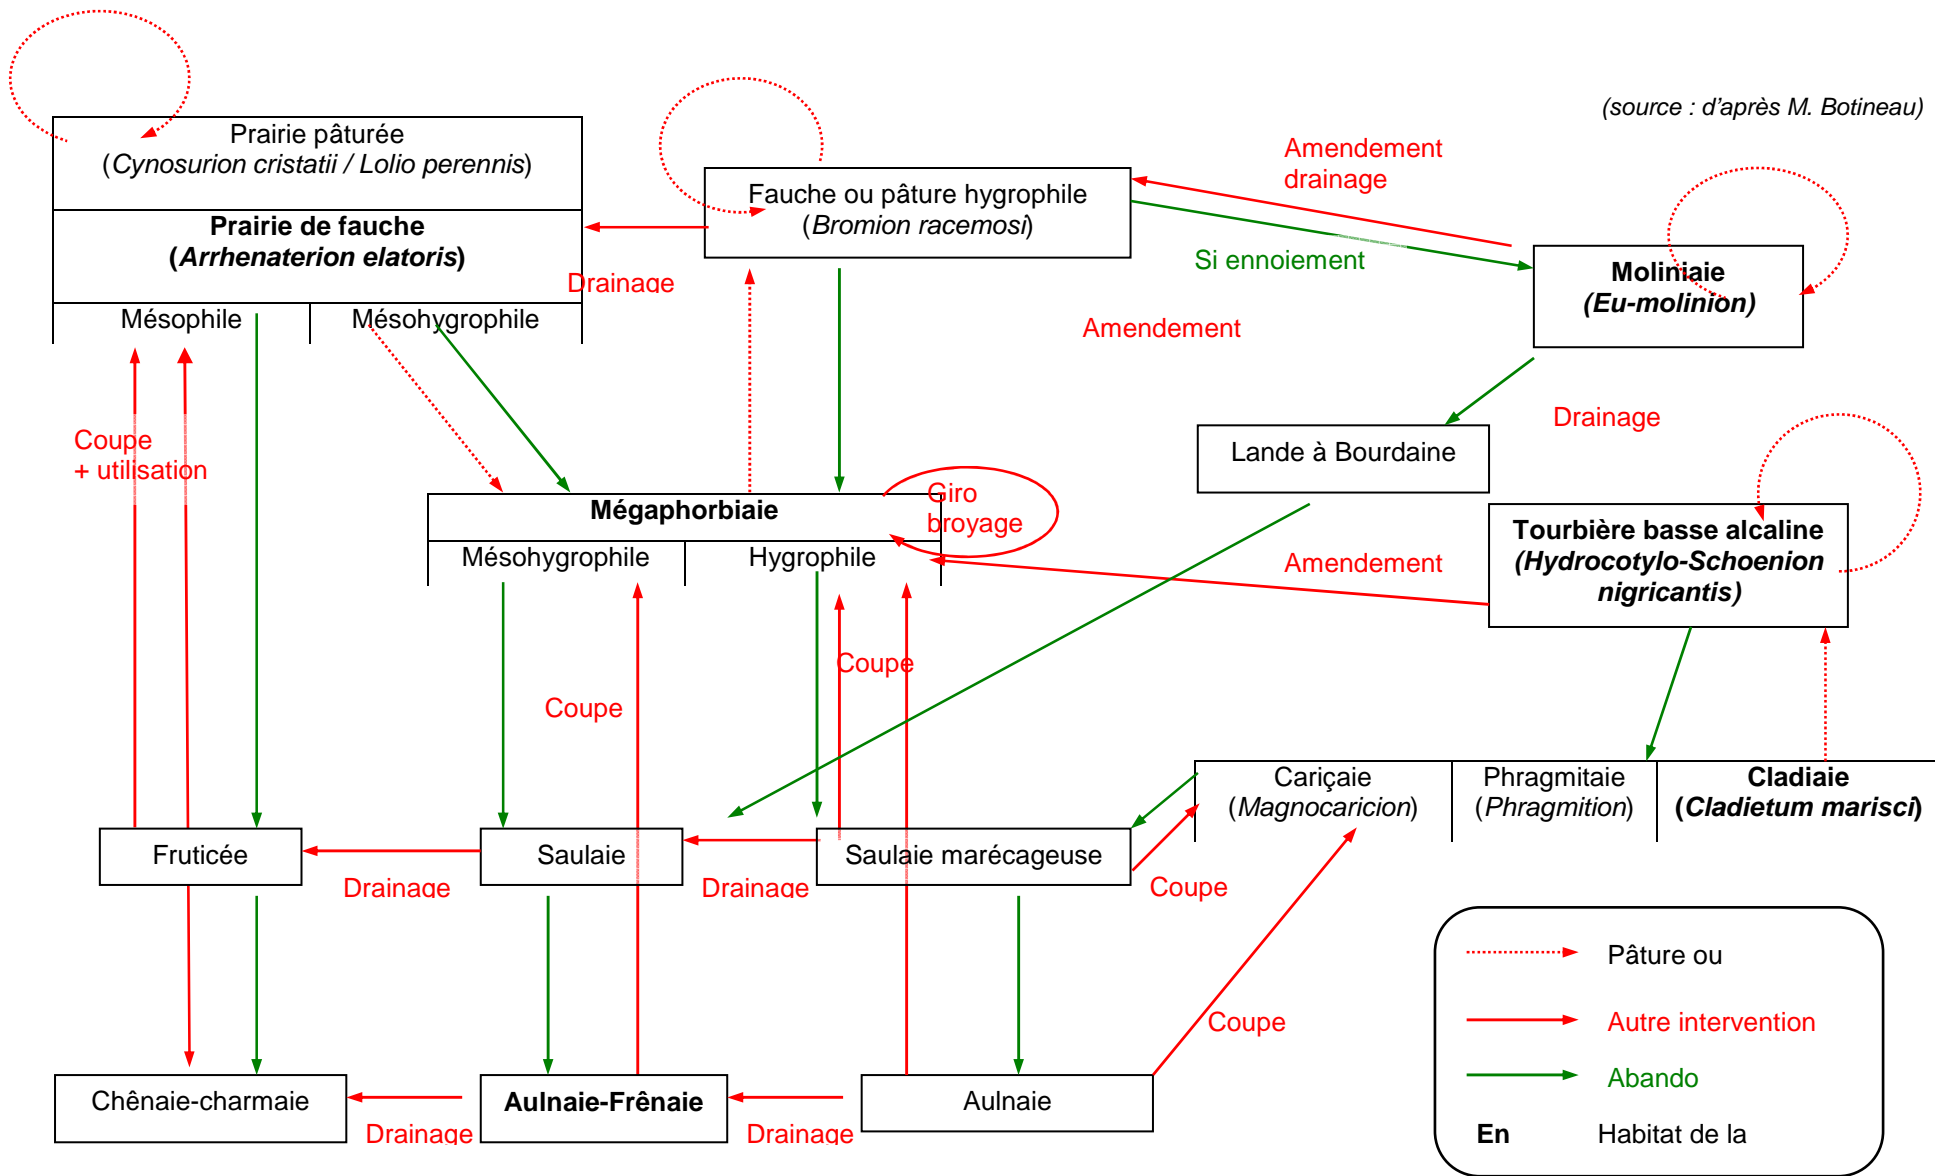 (source : d'après M. Botineau)
Prairie pâturée
(Cynosurion cristatii / Lolio perennis)
Prairie de fauche
(Arrhenaterion elatoris)
Mésophile
Mésohygrophile
Fauche ou pâture hygrophile
(Bromion racemosi)
Drainage
Amendement
drainage
Si ennoiement
Moliniaie
(Eu-molinion)
Amendement
Drainage
Lande à Bourdaine
Coupe
+ utilisation
Mégaphorbiaie
Giro
broyage
Mésohygrophile
Hygrophile
Amendement
Tourbière basse alcaline
(Hydrocotylo-Schoenion
nigricantis)
Coupe
Coupe
Cariçaie
(Magnocaricion)
Phragmitaie
(Phragmition)
Cladiaie
(Cladietum marisci)
Fruticée
Saulaie
Saulaie marécageuse
Drainage
Drainage
Coupe
Coupe
Chênaie-charmaie
Aulnaie-Frênaie
Aulnaie
Drainage
Drainage
Pâture ou
Autre intervention
Abando
En
Habitat de la